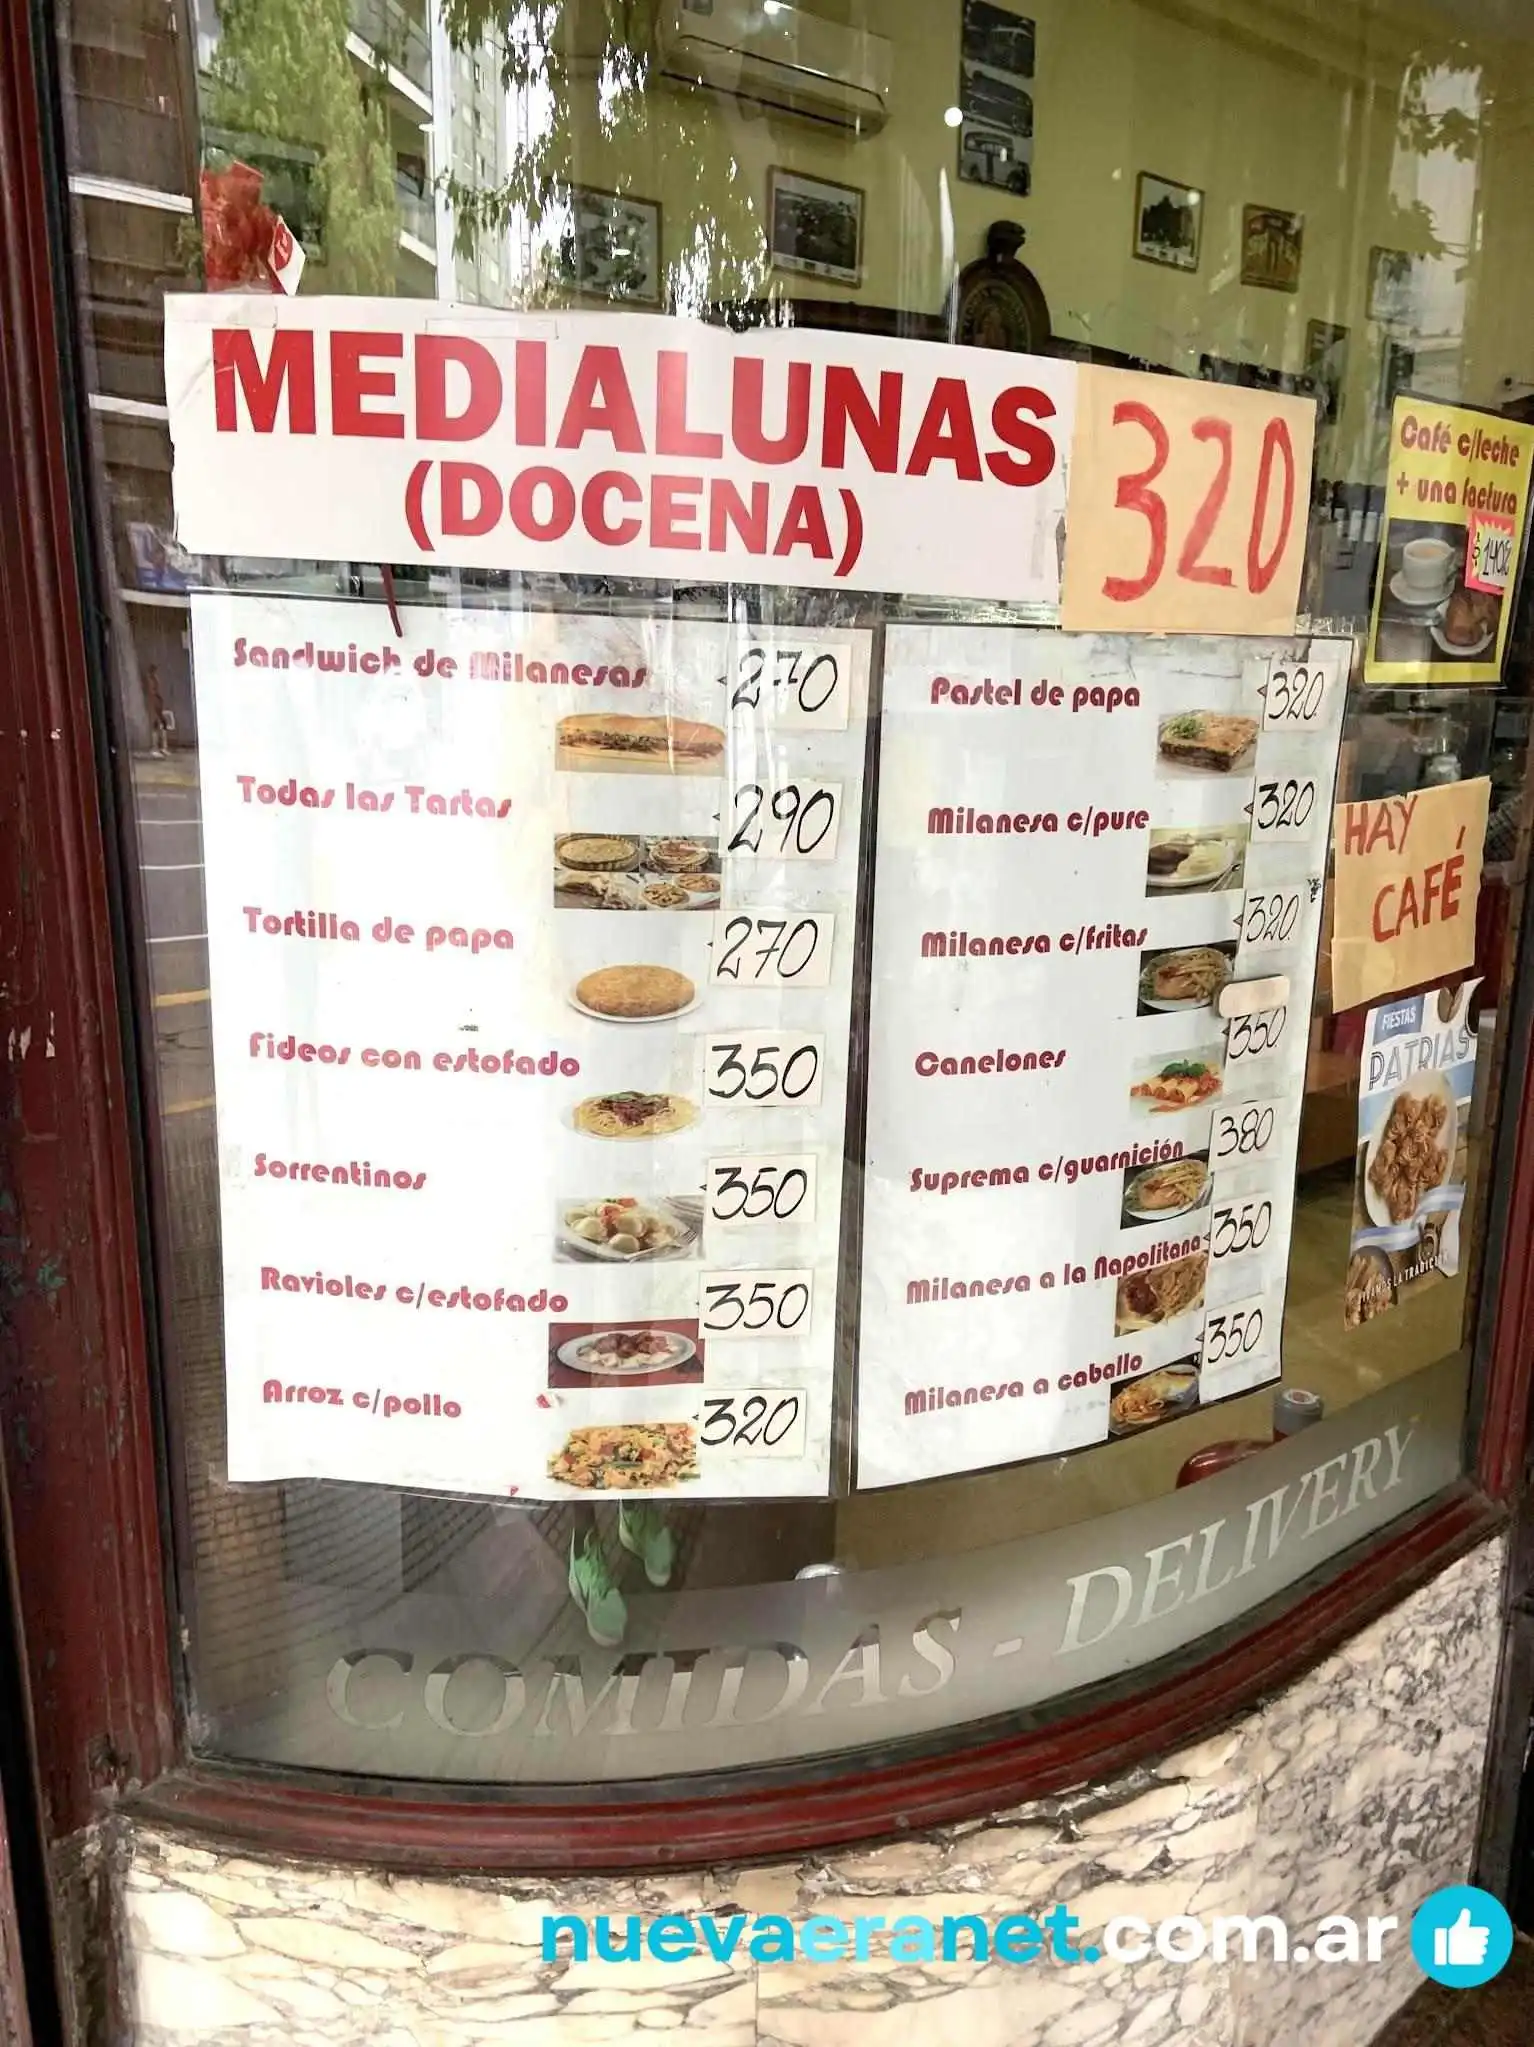 MEDIALUNAS
(DOCENA)
320
Café c/leche
+ una factura
$140
Sandwich de Milanesas 270
Todas las Tartas 290
Tortilla de papa 270
Fideos con estofado 350
Sorrentinos 350
Ravioles c/estofado 350
Arroz c/pollo 320
Pastel de papa 320
Milanesa c/pure 320
Milanesa c/fritas 320
Canelones 350
Suprema c/guarnición 380
Milanesa a la Napolitana 350
Milanesa a caballo 350
HAY
CAFÉ
FIESTAS
PATRIAS
COMIDAS - DELIVERY
nuevaeranet.com.ar